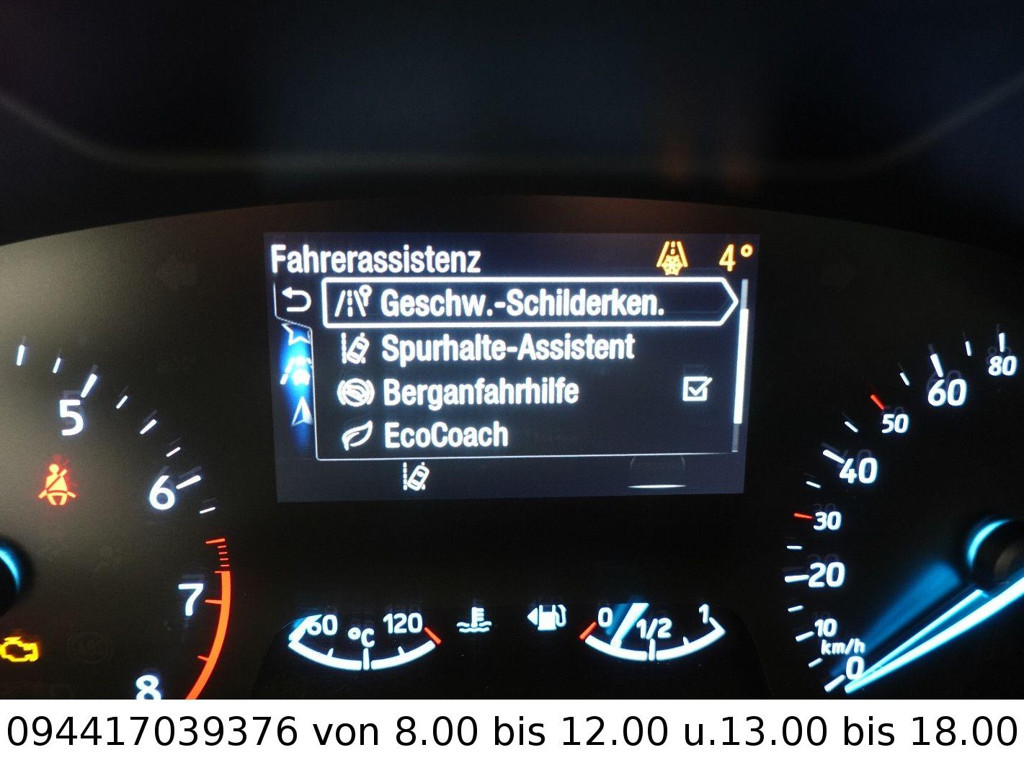 Fahrerassistenz 4°
Geschw.-Schilderken.
Spurhalte-Assistent
Berganfahrhilfe
EcoCoach
5
6
7
8
60 °C 120
0 1/2 1
80
60
50
40
30
20
10
km/h
0
094417039376 von 8.00 bis 12.00 u.13.00 bis 18.00